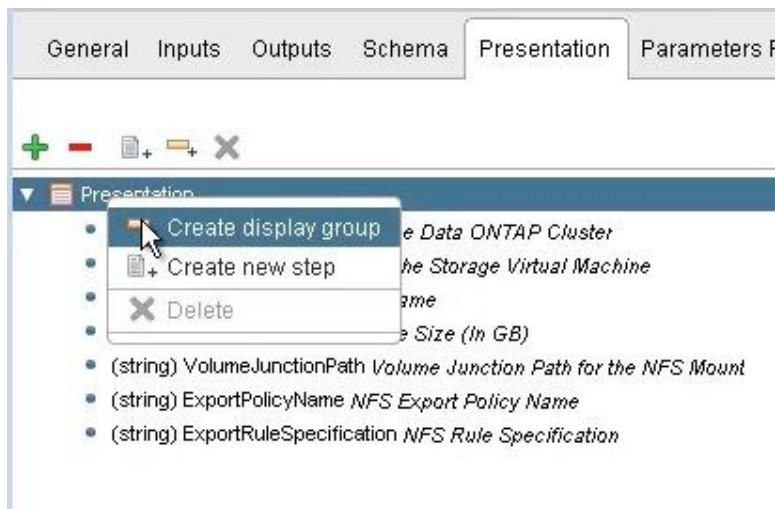 General Inputs Outputs Schema Presentation Parameters
Presentation
Create display group e Data ONTAP Cluster
Create new step he Storage Virtual Machine
Delete ame
e Size (In GB)
(string) VolumeJunctionPath Volume Junction Path for the NFS Mount
(string) ExportPolicyName NFS Export Policy Name
(string) ExportRuleSpecification NFS Rule Specification